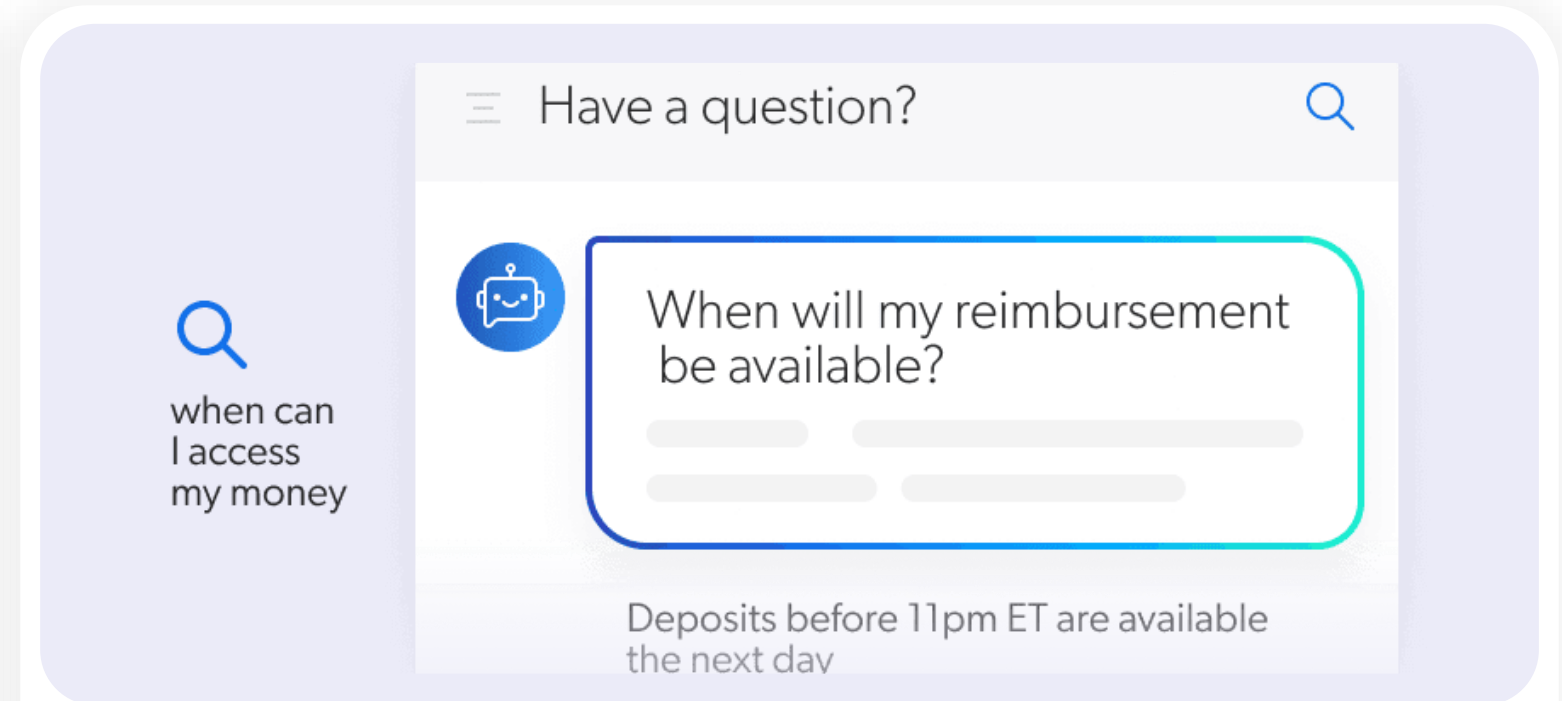 Have a question?
when can
I access
my money
When will my reimbursement
be available?
Deposits before 11pm ET are available
the next day